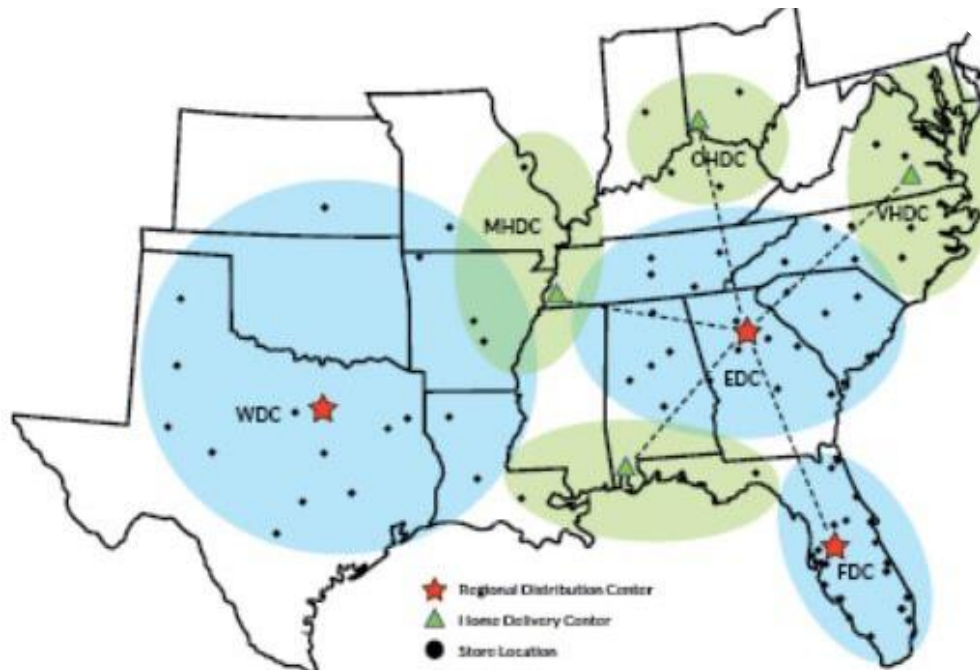 OHDC
MHDC
VHDC
EDC
WDC
FDC
Regional Distribution Center
Home Delivery Center
Store Location